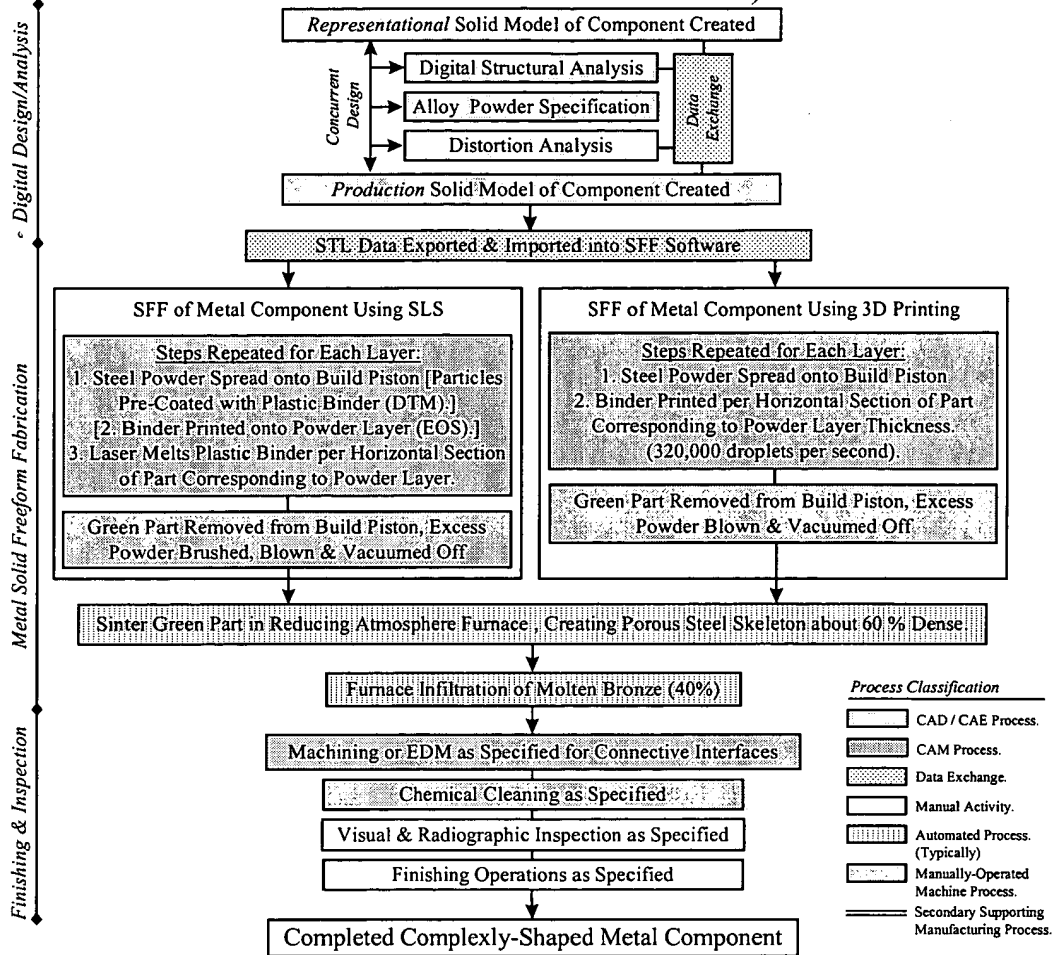 Representational Solid Model of Component Created
Digital Structural Analysis
Alloy Powder Specification
Distortion Analysis
Concurrent
Design
Data
Exchange
Production Solid Model of Component Created
Digital Design/Analysis
STL Data Exported & Imported into SFF Software
SFF of Metal Component Using SLS
Steps Repeated for Each Layer:
1. Steel Powder Spread onto Build Piston [Particles
Pre-Coated with Plastic Binder (DTM).]
[2. Binder Printed onto Powder Layer (EOS).]
3. Laser Melts Plastic Binder per Horizontal Section
of Part Corresponding to Powder Layer.
Green Part Removed from Build Piston, Excess
Powder Brushed, Blown & Vacuumed Off
SFF of Metal Component Using 3D Printing
Steps Repeated for Each Layer:
1. Steel Powder Spread onto Build Piston
2. Binder Printed per Horizontal Section of Part
Corresponding to Powder Layer Thickness.
(320,000 droplets per second).
Green Part Removed from Build Piston, Excess
Powder Blown & Vacuumed Off
Metal Solid Freeform Fabrication
Sinter Green Part in Reducing Atmosphere Furnace , Creating Porous Steel Skeleton about 60 % Dense.
Furnace Infiltration of Molten Bronze (40%)
Machining or EDM as Specified for Connective Interfaces
Chemical Cleaning as Specified
Visual & Radiographic Inspection as Specified
Finishing Operations as Specified
Finishing & Inspection
Completed Complexly-Shaped Metal Component
Process Classification
CAD / CAE Process.
CAM Process.
Data Exchange.
Manual Activity.
Automated Process.
(Typically)
Manually-Operated
Machine Process.
Secondary Supporting
Manufacturing Process.